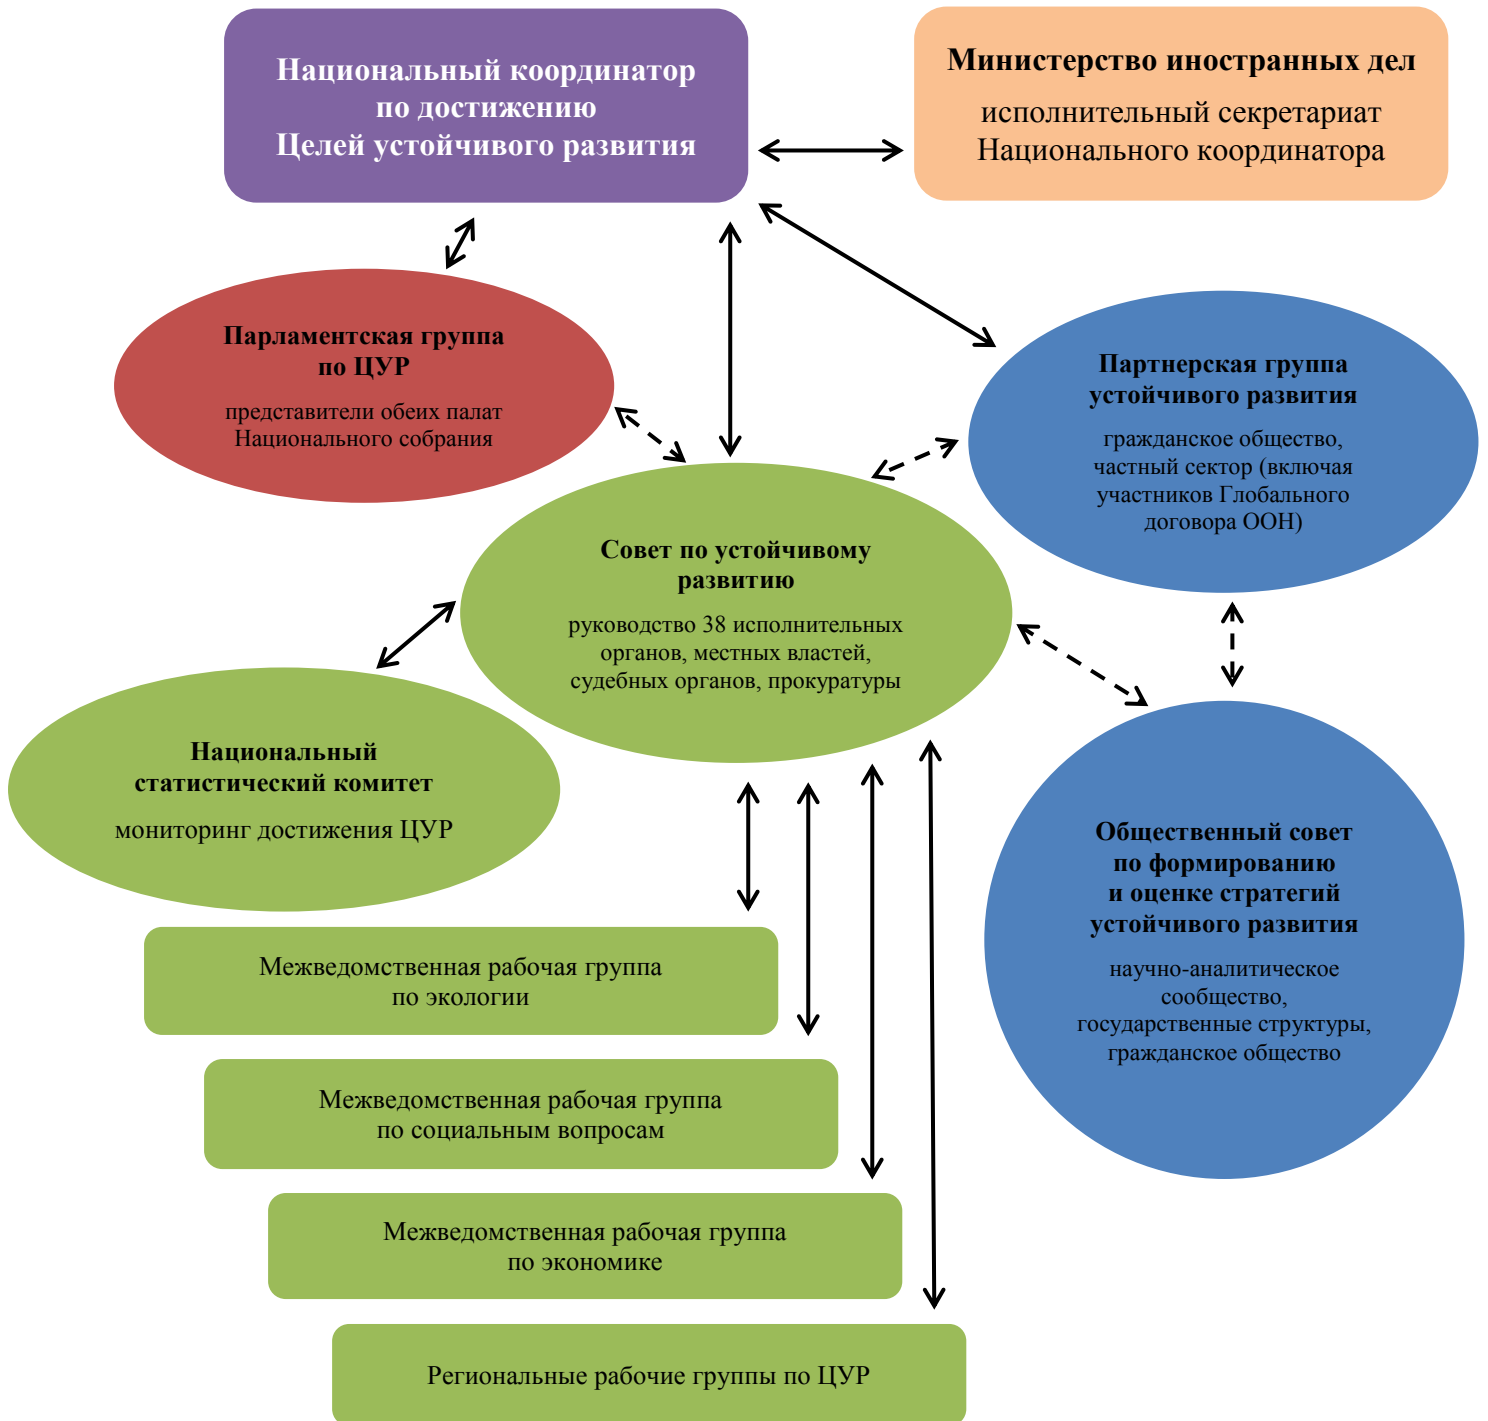 Национальный координатор
по достижению
Целей устойчивого развития
Министерство иностранных дел
исполнительный секретариат
Национального координатора
Парламентская группа
по ЦУР
представители обеих палат
Национального собрания
Партнерская группа
устойчивого развития
гражданское общество,
частный сектор (включая
участников Глобального
договора ООН)
Совет по устойчивому
развитию
руководство 38 исполнительных
органов, местных властей,
судебных органов, прокуратуры
Национальный
статистический комитет
мониторинг достижения ЦУР
Общественный совет
по формированию
и оценке стратегий
устойчивого развития
научно-аналитическое
сообщество,
государственные структуры,
гражданское общество
Межведомственная рабочая группа
по экологии
Межведомственная рабочая группа
по социальным вопросам
Межведомственная рабочая группа
по экономике
Региональные рабочие группы по ЦУР